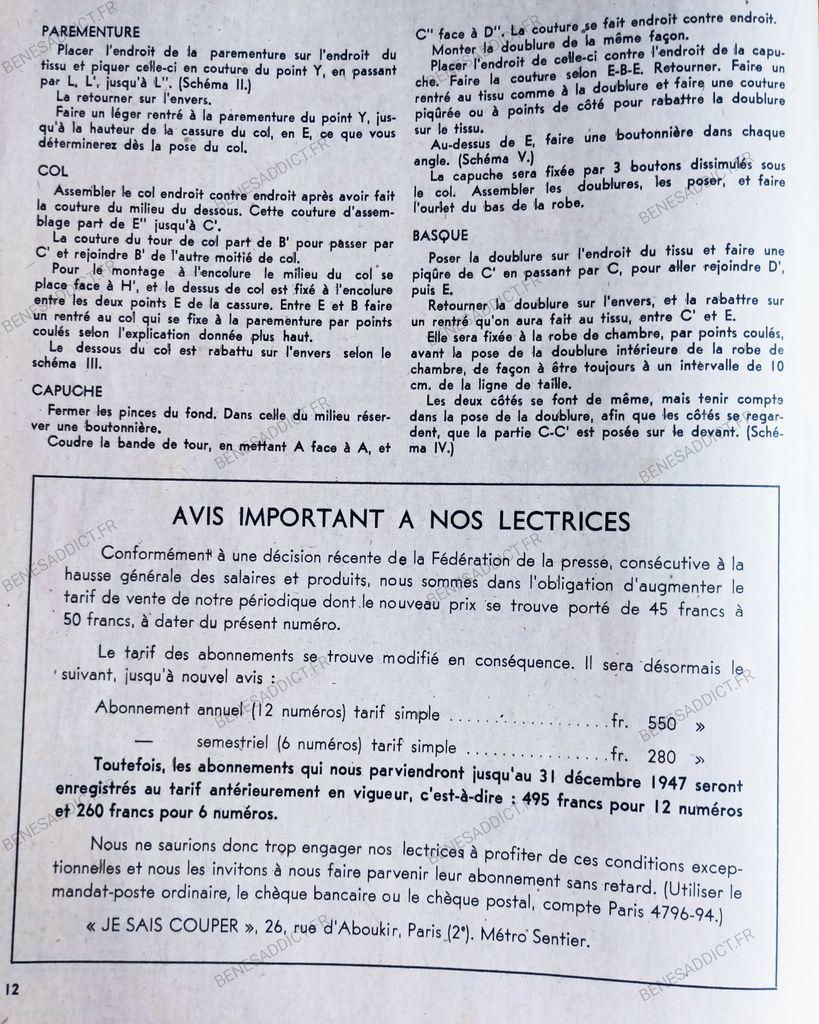 PAREMENTURE
Placer l'endroit de la parementure sur l'endroit du
tissu et piquer celle-ci en couture du point Y, en passant
par L, L', jusqu'à L". (Schéma II.)
La retourner sur l'envers.
Faire un léger rentré à la parementure du point Y, jus-
qu'à la hauteur de la cassure du col, en E, ce que vous
déterminerez dès la pose du col.
COL
Assembler le col endroit contre endroit après avoir fait
la couture du milieu du dessous. Cette couture d'assem-
blage part de E" jusqu'à C'.
La couture du tour de col part de B' pour passer par
C' et rejoindre B' de l'autre moitié de col.
Pour le montage à l'encolure le milieu du col se
place face à H', et le dessus de col est fixé à l'encolure
entre les deux points E de la cassure. Entre E et B faire
un rentré au col qui se fixe à la parementure par points
coulés selon l'explication donnée plus haut.
Le dessous du col est rabattu sur l'envers selon le
schéma III.
CAPUCHE
Fermer les pinces du fond. Dans celle du milieu réser-
ver une boutonnière.
Coudre la bande de tour, en mettant A face à A, et
C" face à D". La couture se fait endroit contre endroit.
Monter la doublure de la même façon.
Placer l'endroit de celle-ci contre l'endroit de la capu-
che. Faire la couture selon E-B-E. Retourner. Faire un
rentré au tissu comme à la doublure et faire une couture
piqûrée ou à points de côté pour rabattre la doublure
sur le tissu.
Au-dessus de E, faire une boutonnière dans chaque
angle. (Schéma V.)
La capuche sera fixée par 3 boutons dissimulés sous
le col. Assembler les doublures, les poser, et faire
l'ourlet du bas de la robe.
BASQUE
Poser la doublure sur l'endroit du tissu et faire une
piqûre de C' en passant par C, pour aller rejoindre D',
puis E.
Retourner la doublure sur l'envers, et la rabattre sur
un rentré qu'on aura fait au tissu, entre C' et E.
Elle sera fixée à la robe de chambre, par points coulés,
avant la pose de la doublure intérieure de la robe de
chambre, de façon à être toujours à un intervalle de 10
cm. de la ligne de taille.
Les deux côtés se font de même, mais tenir compte
dans la pose de la doublure, afin que les côtés se regar-
dent, que la partie C-C' est posée sur le devant. (Sché-
ma IV.)
AVIS IMPORTANT A NOS LECTRICES
Conformément à une décision récente de la Fédération de la presse, consécutive à la
hausse générale des salaires et produits, nous sommes dans l'obligation d'augmenter le
tarif de vente de notre périodique dont le nouveau prix se trouve porté de 45 francs à
50 francs, à dater du présent numéro.
Le tarif des abonnements se trouve modifié en conséquence. Il sera désormais le
suivant, jusqu'à nouvel avis :
Abonnement annuel (12 numéros) tarif simple ................fr. 550 »
— semestriel (6 numéros) tarif simple ................fr. 280 »
Toutefois, les abonnements qui nous parviendront jusqu'au 31 décembre 1947 seront
enregistrés au tarif antérieurement en vigueur, c'est-à-dire : 495 francs pour 12 numéros
et 260 francs pour 6 numéros.
Nous ne saurions donc trop engager nos lectrices à profiter de ces conditions excep-
tionnelles et nous les invitons à nous faire parvenir leur abonnement sans retard. (Utiliser le
mandat-poste ordinaire, le chèque bancaire ou le chèque postal, compte Paris 4796-94.)
« JE SAIS COUPER », 26, rue d'Aboukir, Paris (2°). Métro Sentier.
12
BENESADDICT.FR